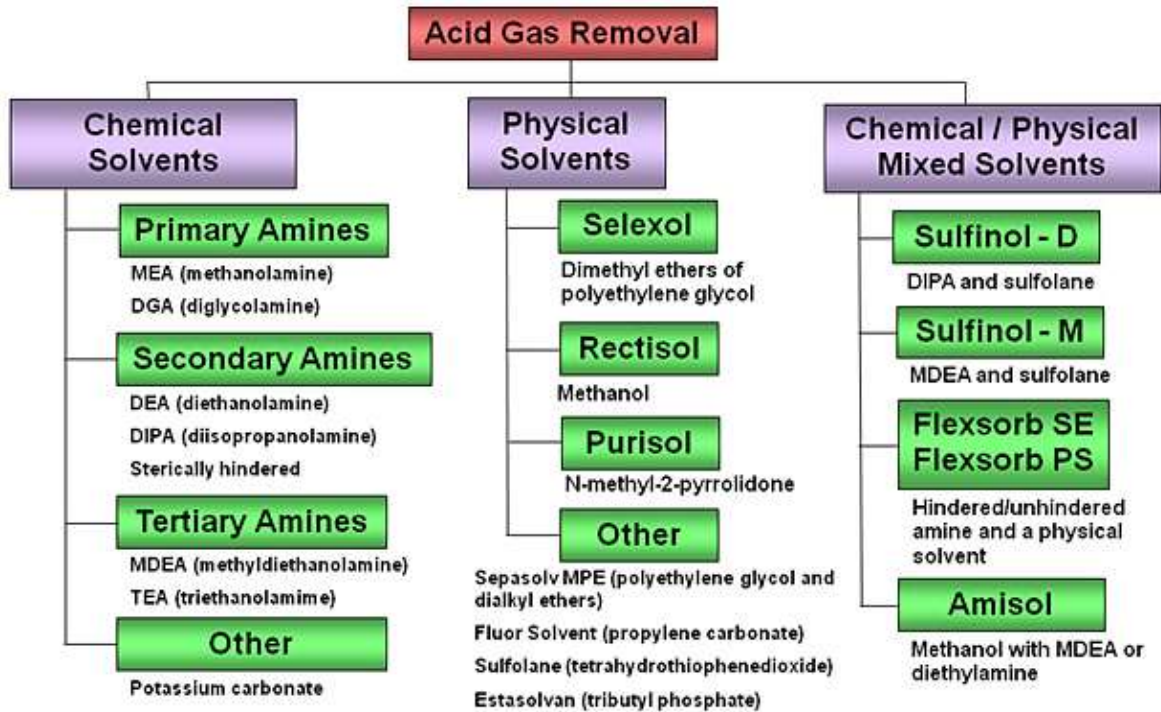 Acid Gas Removal
Chemical
Solvents
Primary Amines
MEA (methanolamine)
DGA (diglycolamine)
Secondary Amines
DEA (diethanolamine)
DIPA (diisopropanolamine)
Sterically hindered
Tertiary Amines
MDEA (methyldiethanolamine)
TEA (triethanolamime)
Other
Potassium carbonate
Physical
Solvents
Selexol
Dimethyl ethers of
polyethylene glycol
Rectisol
Methanol
Purisol
N-methyl-2-pyrrolidone
Other
Sepasolv MPE (polyethylene glycol and
dialkyl ethers)
Fluor Solvent (propylene carbonate)
Sulfolane (tetrahydrothiophenedioxide)
Estasolvan (tributyl phosphate)
Chemical / Physical
Mixed Solvents
Sulfinol - D
DIPA and sulfolane
Sulfinol - M
MDEA and sulfolane
Flexsorb SE
Flexsorb PS
Hindered/unhindered
amine and a physical
solvent
Amisol
Methanol with MDEA or
diethylamine